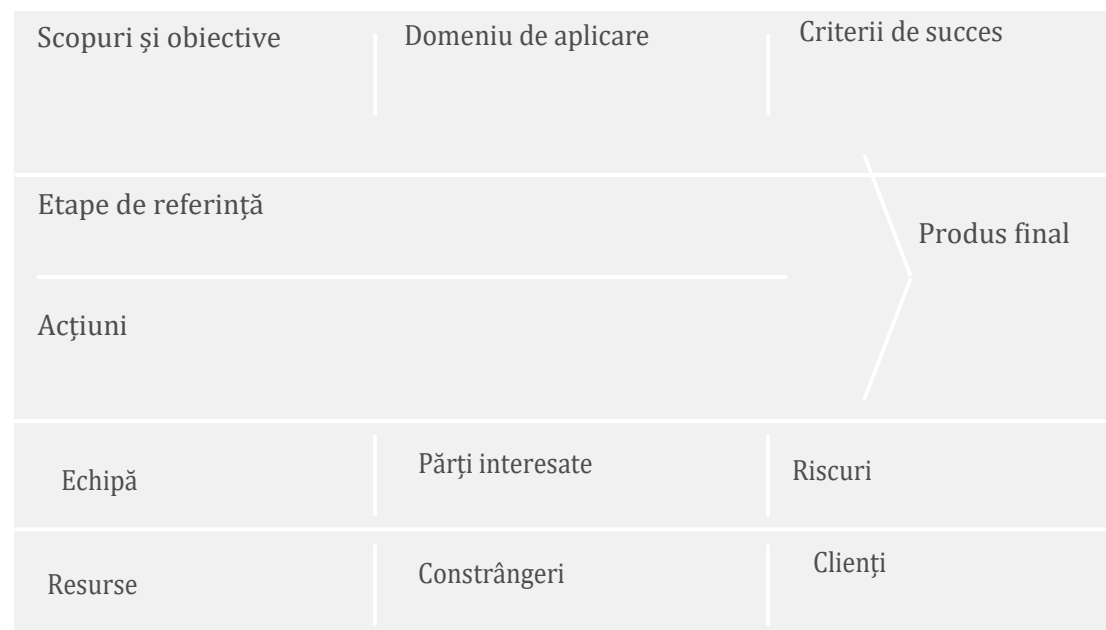 Scopuri și obiective
Domeniu de aplicare
Criterii de succes
Etape de referință
Produs final
Acțiuni
Echipă
Părți interesate
Riscuri
Resurse
Constrângeri
Clienți